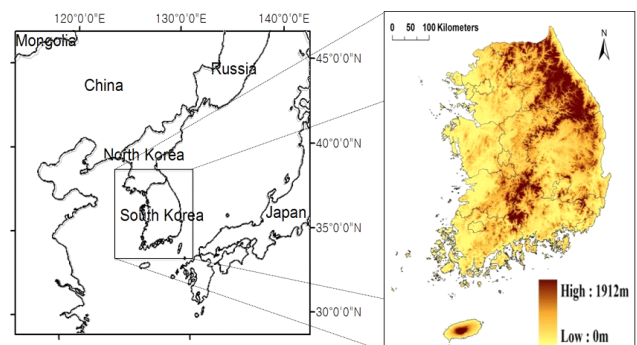 120°0'0"
130°0'0"
140°0'0"
Mongolia
45°0'0"
Russia
China
40°0'0"
North Korea
South Korea
Japan
35°0'0"
30°0'0"
0 50 100 Kilometers
N
High : 1912m
Low : 0m